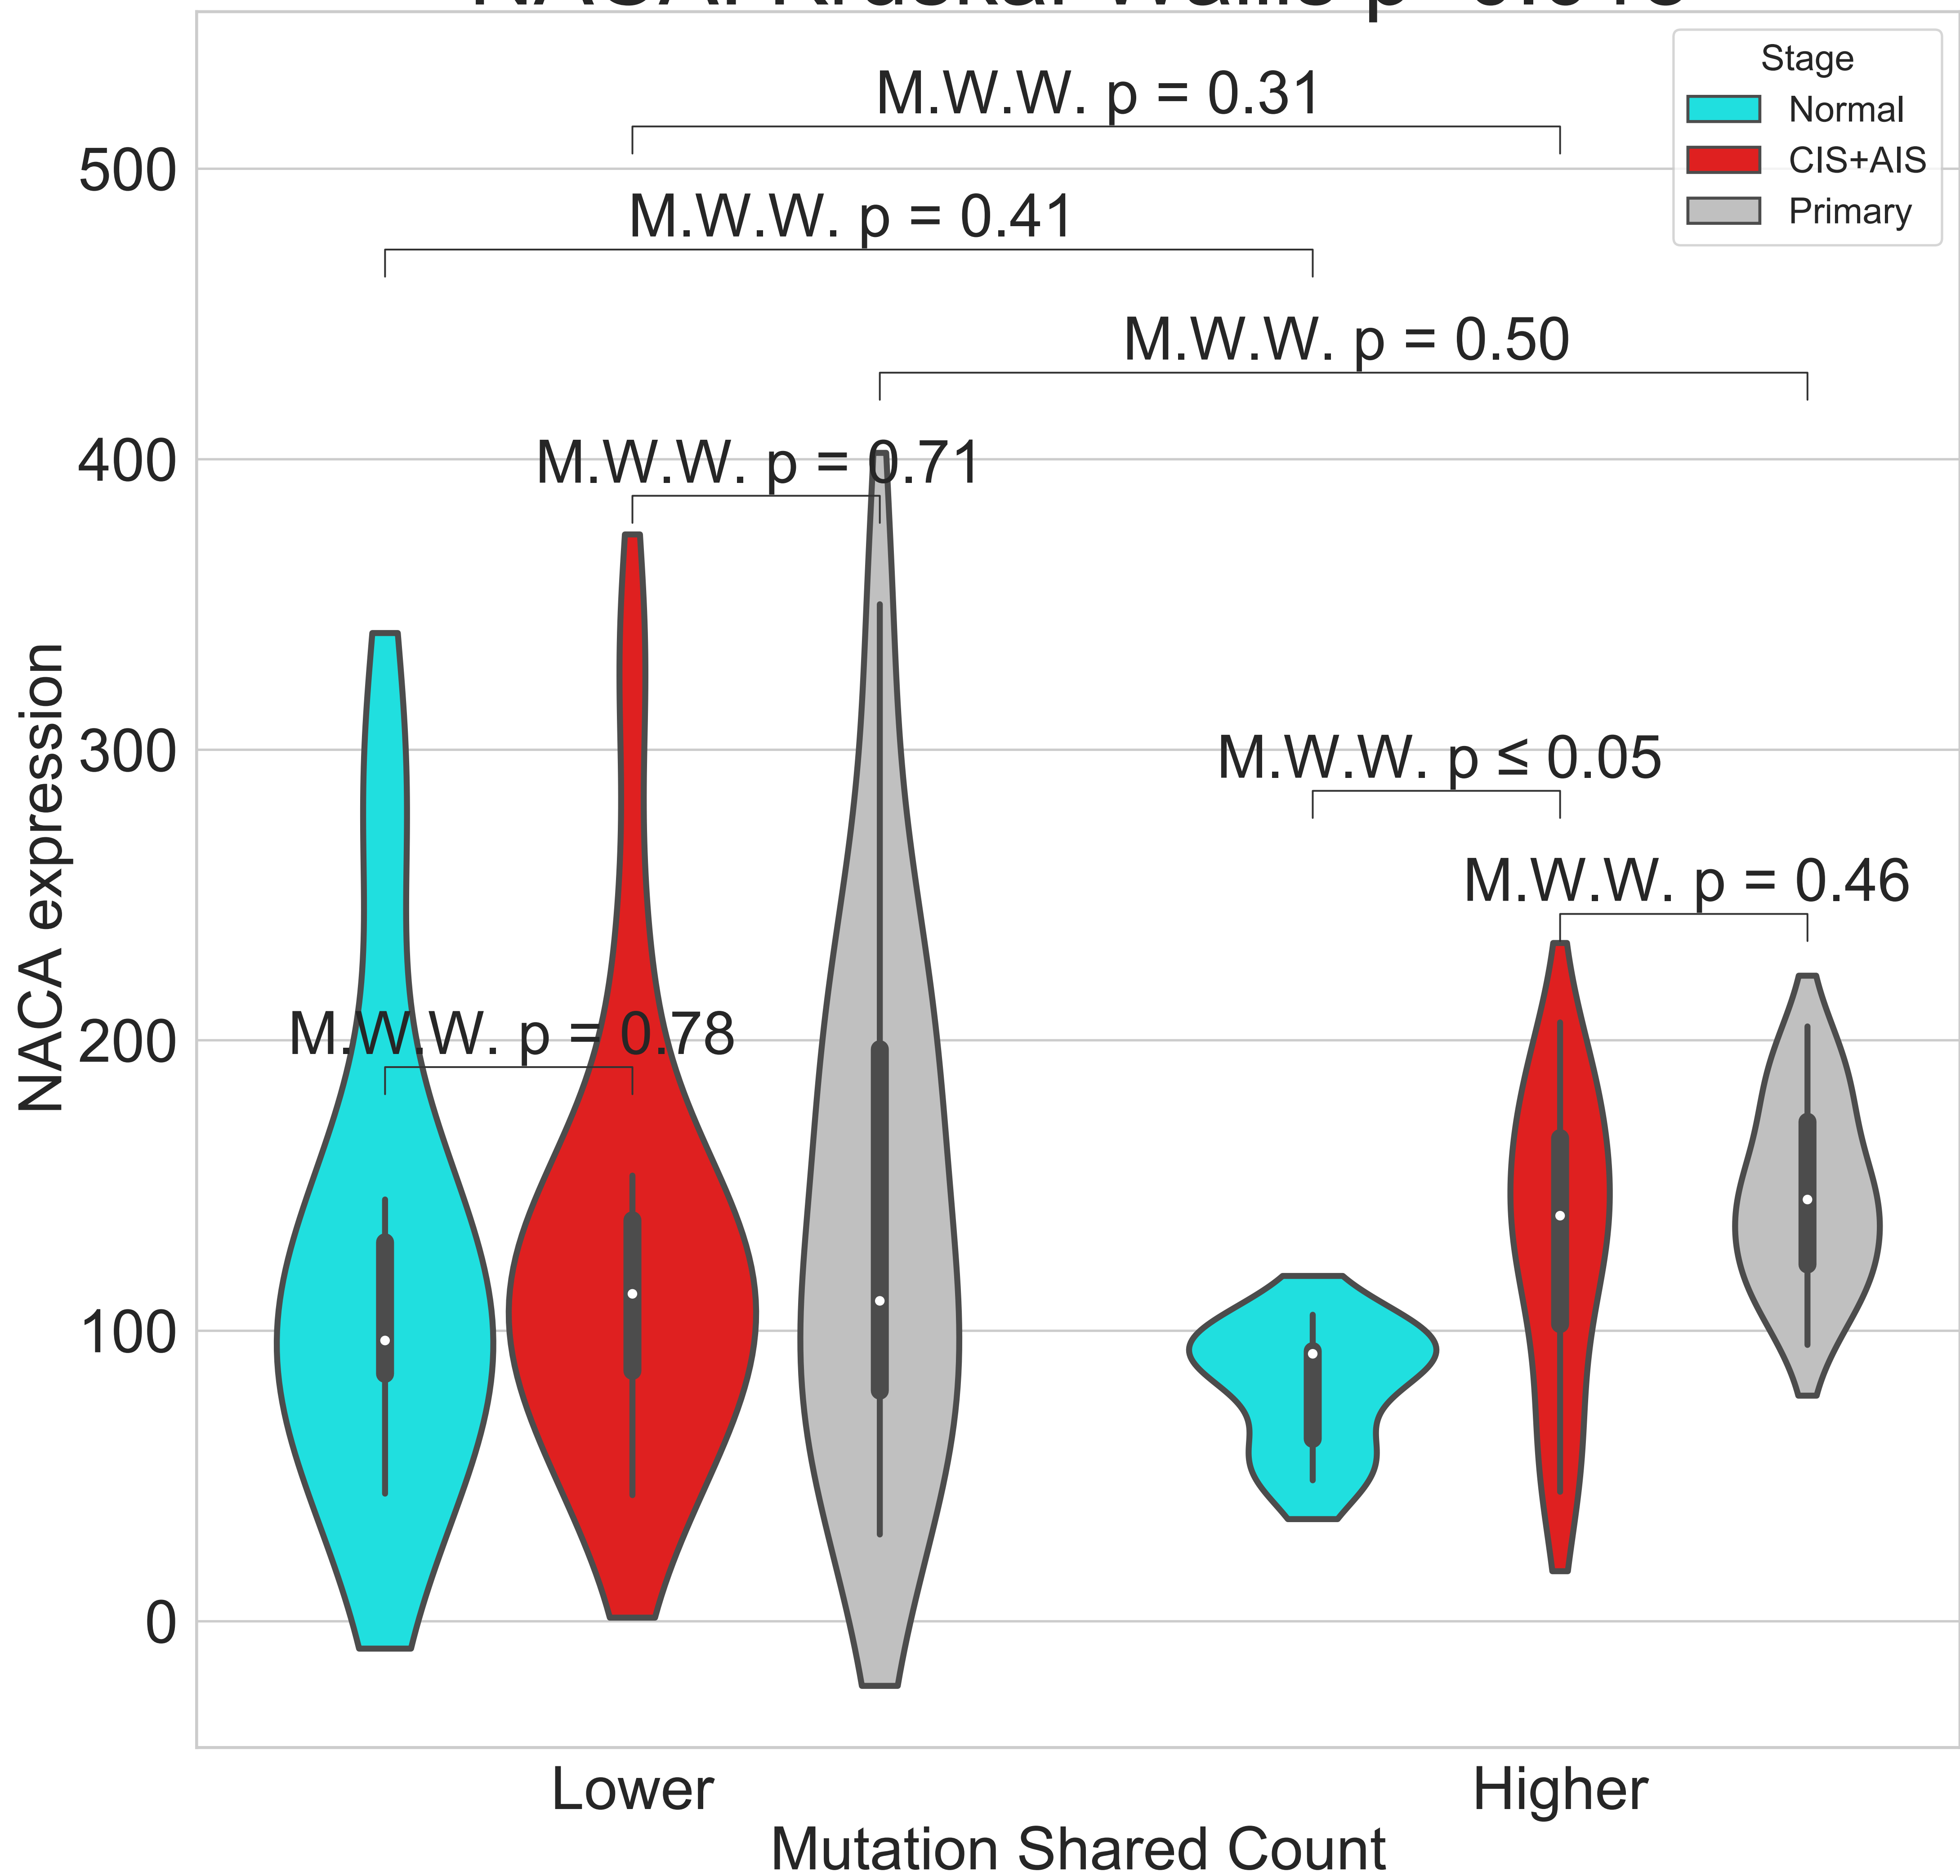 Stage
Normal
CIS+AIS
Primary
M.W.W. p = 0.31
M.W.W. p = 0.41
M.W.W. p = 0.50
M.W.W. p = 0.71
M.W.W. p ≤ 0.05
M.W.W. p = 0.46
M.W.W. p = 0.78
NACA expression
500
400
300
200
100
0
Lower
Higher
Mutation Shared Count